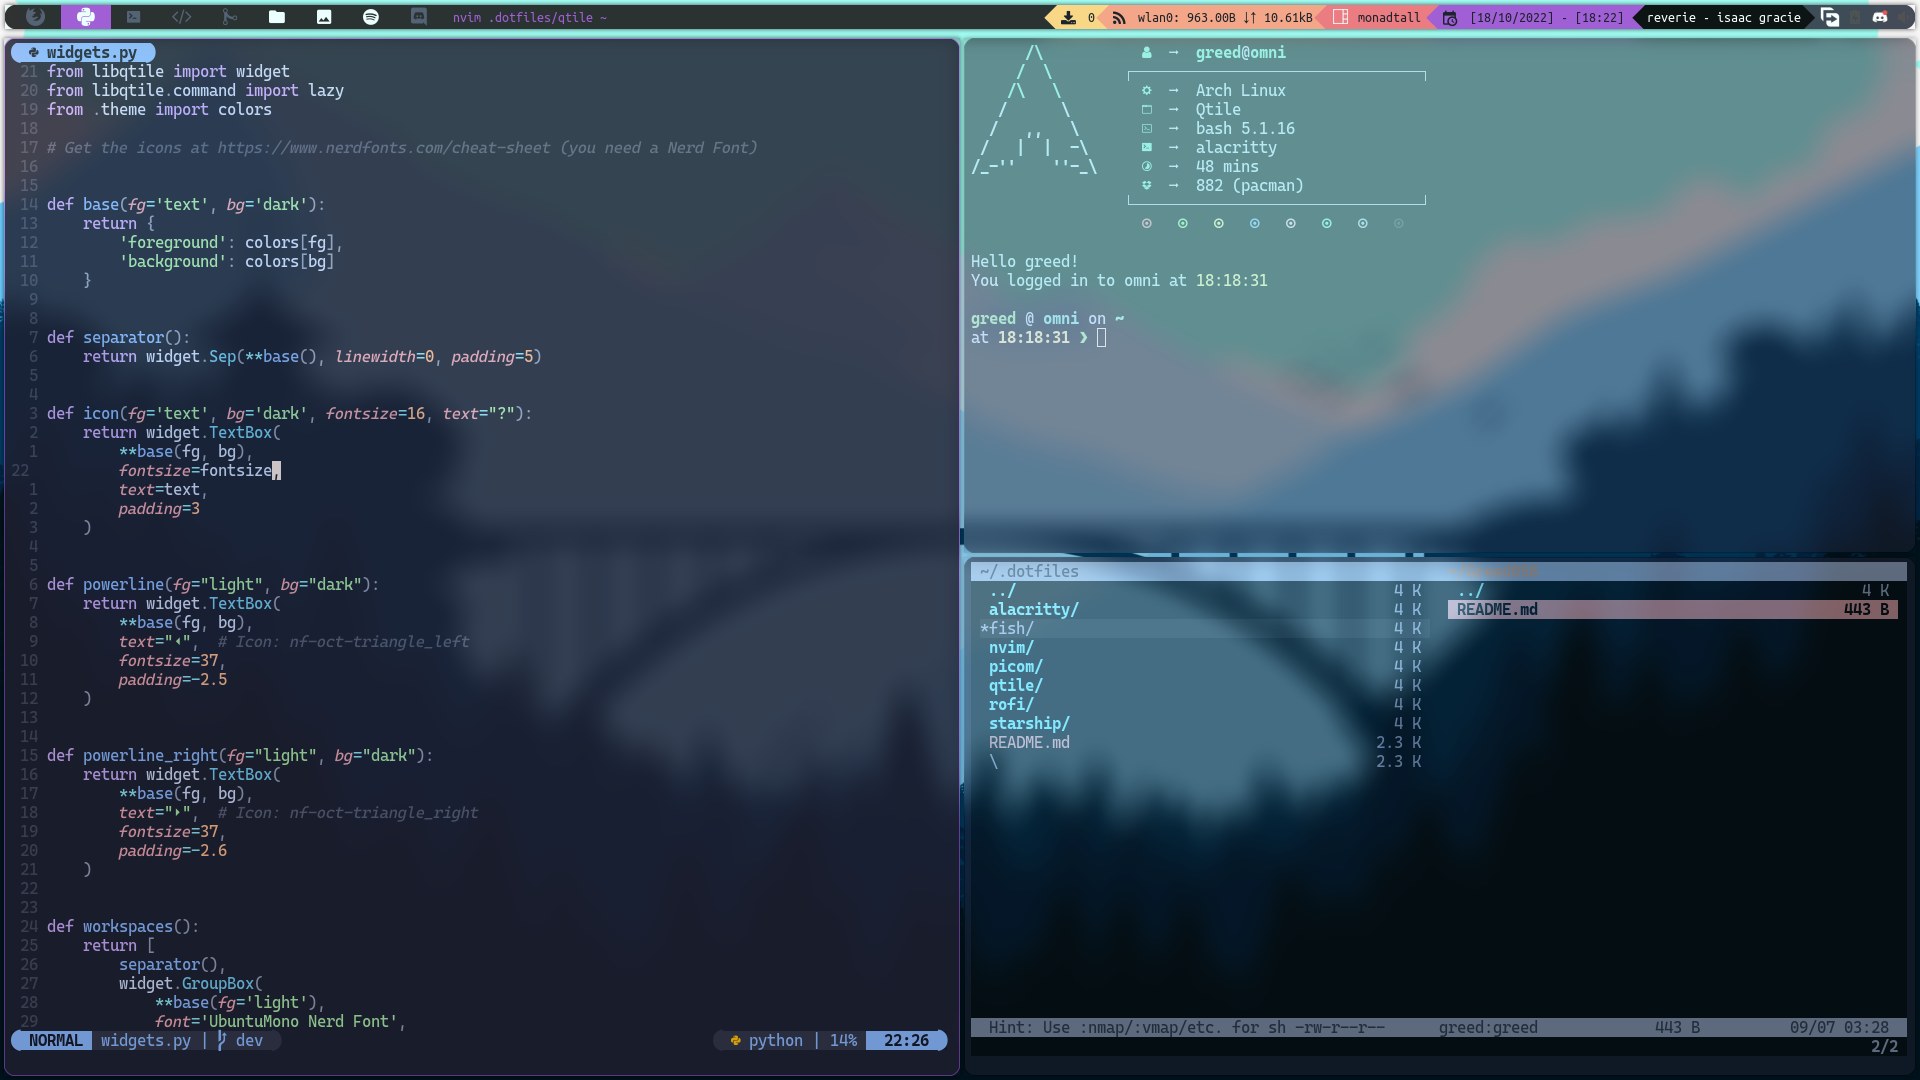 nvim .dotfiles/qtile ~
0
wlan0: 963.00B ↓↑ 10.61kB
monadtall
[18/10/2022] - [18:22]
reverie - isaac gracie
widgets.py
21 from libqtile import widget
20 from libqtile.command import lazy
19 from .theme import colors
18
17 # Get the icons at https://www.nerdfonts.com/cheat-sheet (you need a Nerd Font)
16
15
14 def base(fg='text', bg='dark'):
13     return {
12         'foreground': colors[fg],
11         'background': colors[bg]
10     }
9
8
7 def separator():
6     return widget.Sep(**base(), linewidth=0, padding=5)
5
4
3 def icon(fg='text', bg='dark', fontsize=16, text="?"):
2     return widget.TextBox(
1         **base(fg, bg),
22         fontsize=fontsize,
1         text=text,
2         padding=3
3     )
4
5
6 def powerline(fg="light", bg="dark"):
7     return widget.TextBox(
8         **base(fg, bg),
9         text="", # Icon: nf-oct-triangle_left
10         fontsize=37,
11         padding=-2.5
12     )
13
14
15 def powerline_right(fg="light", bg="dark"):
16     return widget.TextBox(
17         **base(fg, bg),
18         text="", # Icon: nf-oct-triangle_right
19         fontsize=37,
20         padding=-2.6
21     )
22
23
24 def workspaces():
25     return [
26         separator(),
27         widget.GroupBox(
28             **base(fg='light'),
29             font='UbuntuMono Nerd Font',
NORMAL widgets.py | dev
python | 14% 22:26
→ greed@omni
→ Arch Linux
→ Qtile
→ bash 5.1.16
→ alacritty
→ 48 mins
→ 882 (pacman)
Hello greed!
You logged in to omni at 18:18:31
greed @ omni on ~
at 18:18:31 ❯
~/.dotfiles
../ 4 K
alacritty/ 4 K
*fish/ 4 K
nvim/ 4 K
picom/ 4 K
qtile/ 4 K
rofi/ 4 K
starship/ 4 K
README.md 2.3 K
\ 2.3 K
../ 4 K
README.md 443 B
Hint: Use :nmap/:vmap/etc. for sh -rw-r--r-- greed:greed 443 B 09/07 03:28
2/2